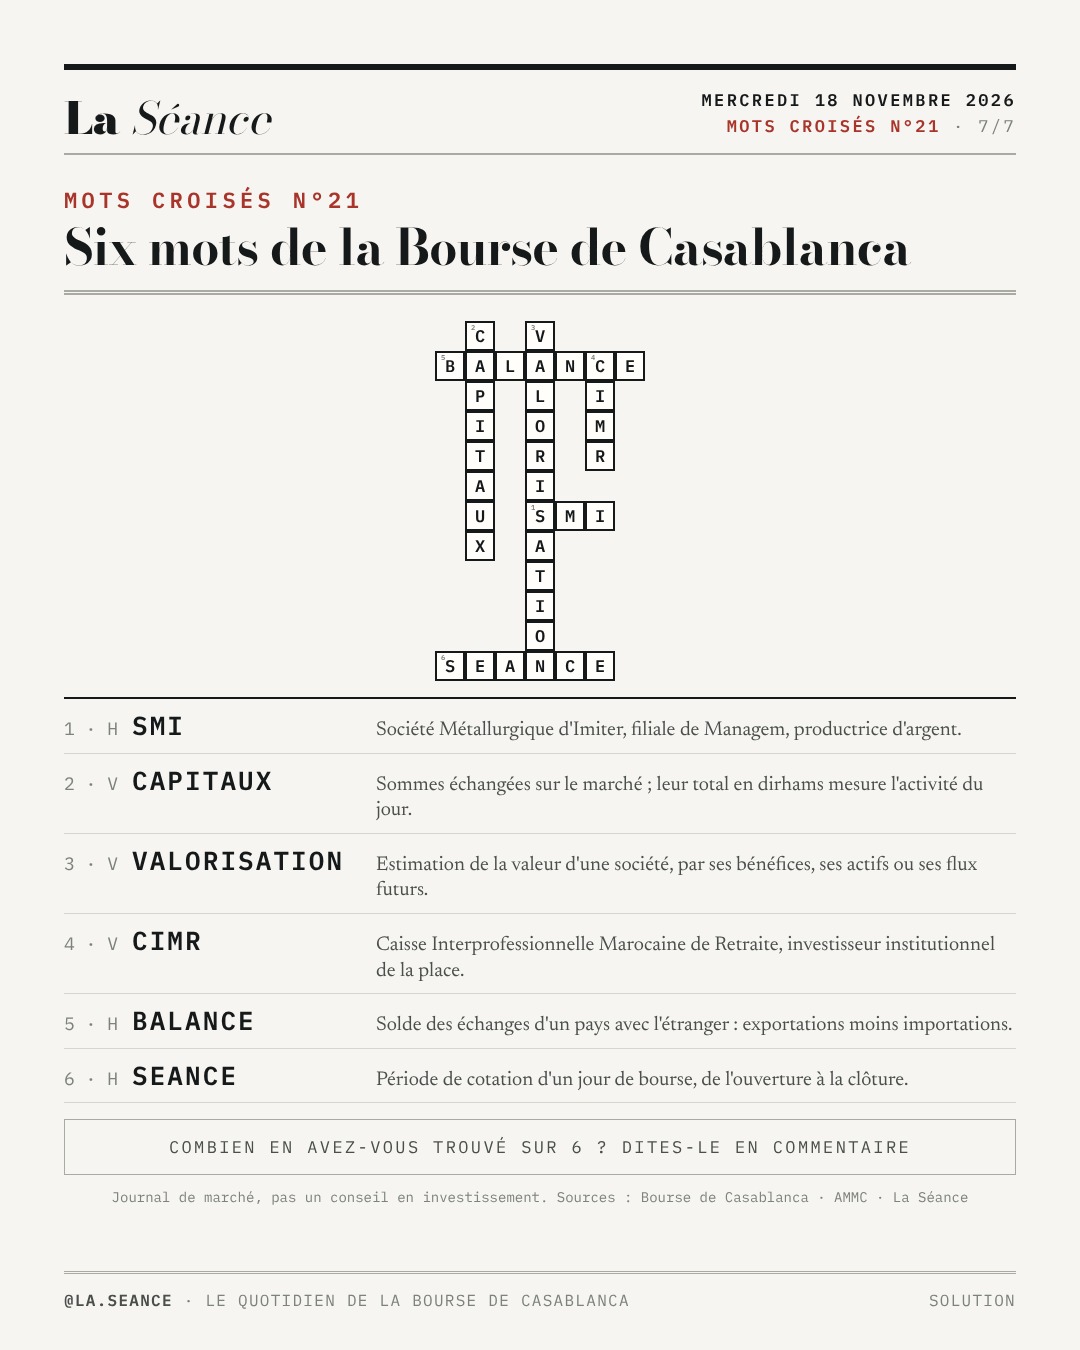 La Séance
MERCREDI 18 NOVEMBRE 2026
MOTS CROISÉS N°21 · 7/7
MOTS CROISÉS N°21
Six mots de la Bourse de Casablanca
2 C 3 V
5 B A L A N 4 C E
P L I
I O M
T R R
A I
U 1 S M I
X A
T
I
O
6 S E A N C E
1 · H SMI Société Métallurgique d'Imiter, filiale de Managem, productrice d'argent.
2 · V CAPITAUX Sommes échangées sur le marché ; leur total en dirhams mesure l'activité du
jour.
3 · V VALORISATION Estimation de la valeur d'une société, par ses bénéfices, ses actifs ou ses flux
futurs.
4 · V CIMR Caisse Interprofessionnelle Marocaine de Retraite, investisseur institutionnel
de la place.
5 · H BALANCE Solde des échanges d'un pays avec l'étranger : exportations moins importations.
6 · H SEANCE Période de cotation d'un jour de bourse, de l'ouverture à la clôture.
COMBIEN EN AVEZ-VOUS TROUVÉ SUR 6 ? DITES-LE EN COMMENTAIRE
Journal de marché, pas un conseil en investissement. Sources : Bourse de Casablanca · AMMC · La Séance
@LA.SEANCE · LE QUOTIDIEN DE LA BOURSE DE CASABLANCA
SOLUTION